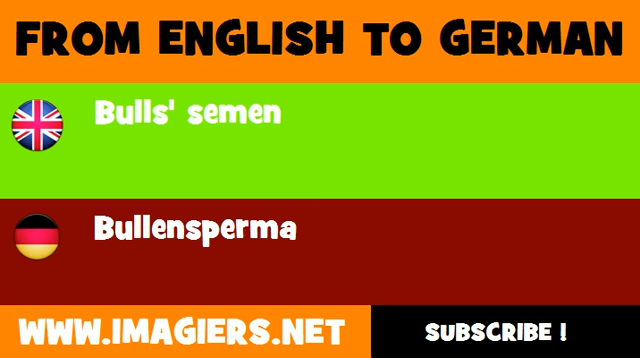 FROM ENGLISH TO GERMAN
Bulls' semen
Bullensperma
WWW.IMAGIERS.NET
SUBSCRIBE !